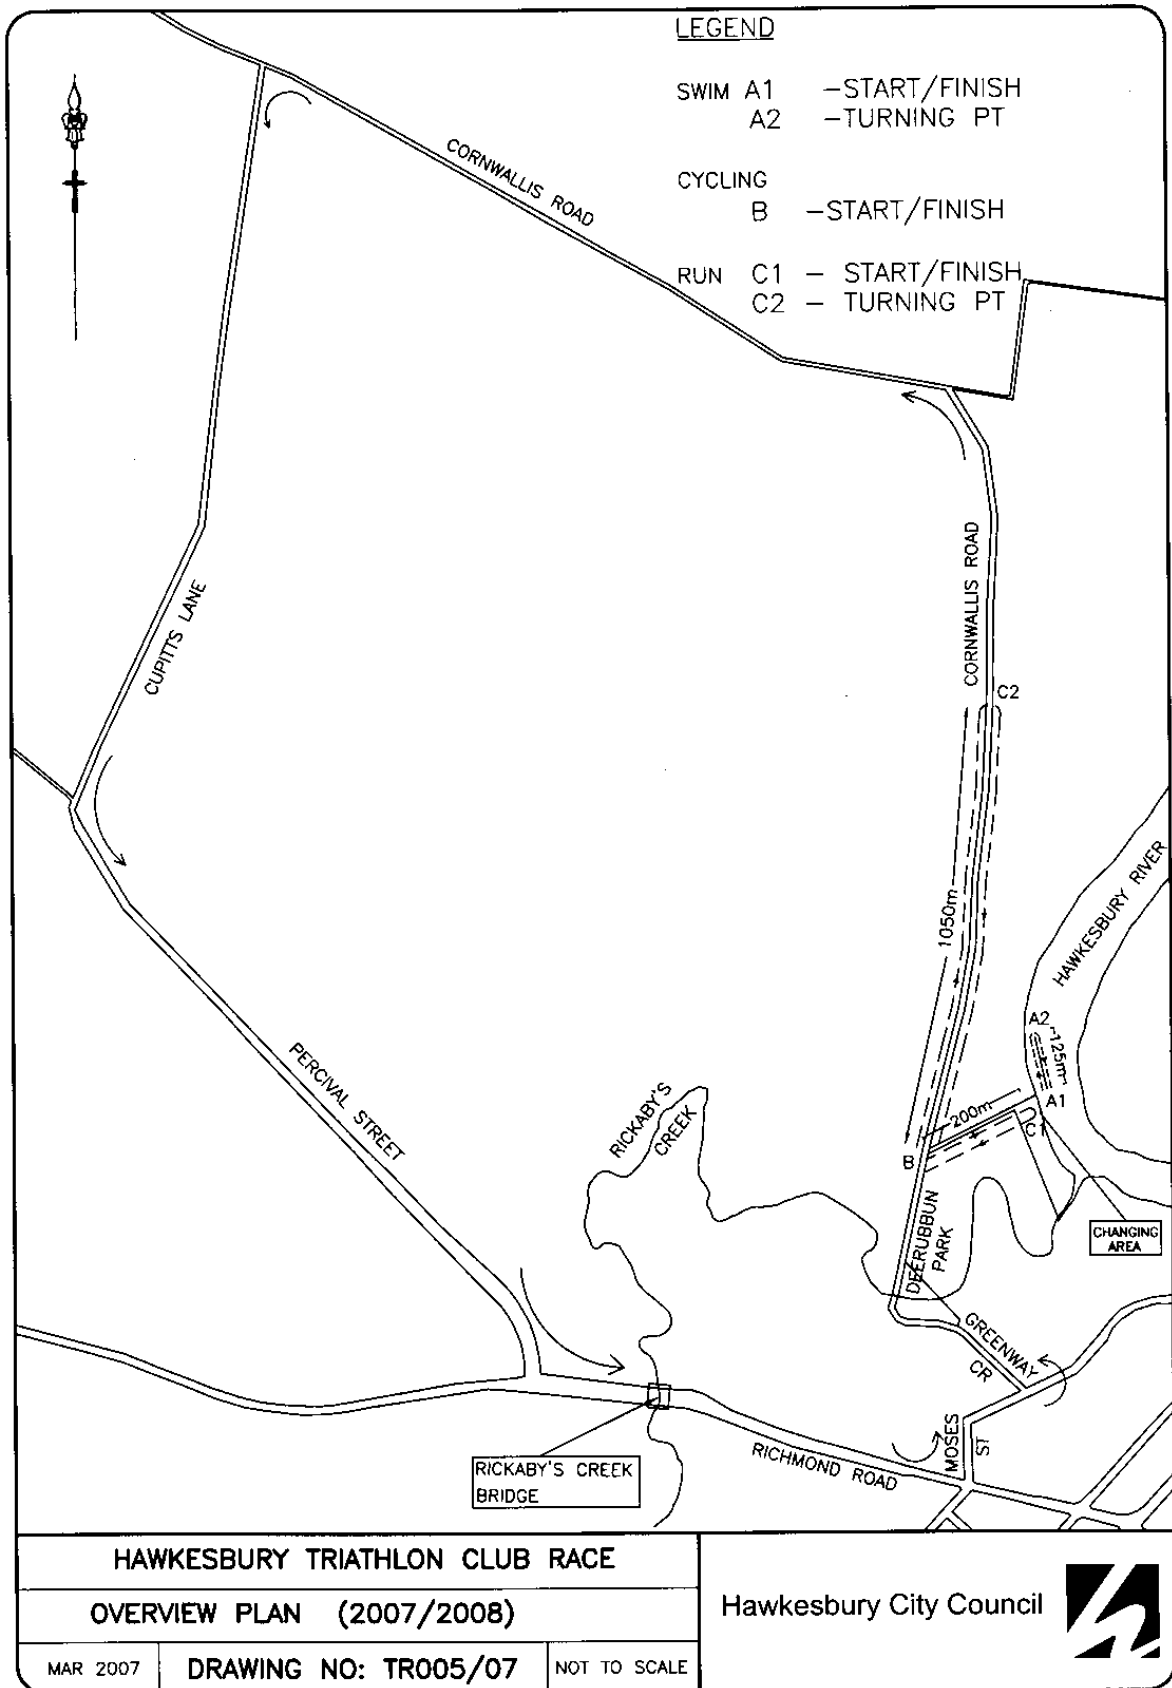 LEGEND
SWIM A1 -START/FINISH
A2 -TURNING PT
CYCLING
B -START/FINISH
RUN C1 - START/FINISH
C2 - TURNING PT
CORNWALLIS ROAD
CORNWALLIS ROAD
CUPITTS LANE
C2
1050m
HAWKESBURY RIVER
A2
125m
A1
200m
C1
B
PERCIVAL STREET
RICKABY'S
CREEK
DEERUBBUN
PARK
CHANGING
AREA
GREENWAY
CR
MOSES
ST
RICHMOND ROAD
RICKABY'S CREEK
BRIDGE
HAWKESBURY TRIATHLON CLUB RACE
OVERVIEW PLAN (2007/2008)
MAR 2007
DRAWING NO: TR005/07
NOT TO SCALE
Hawkesbury City Council